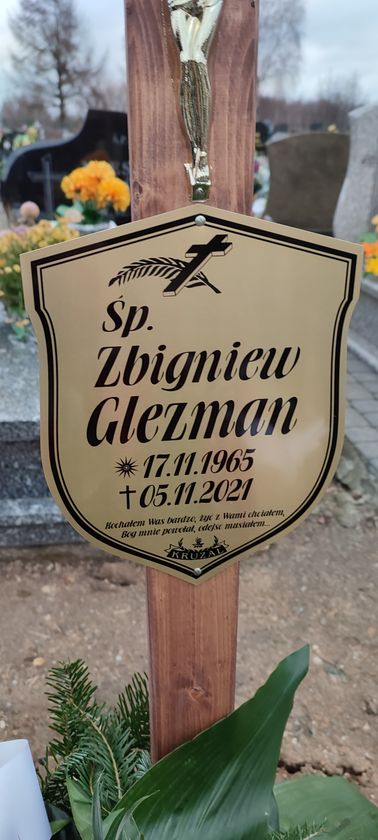 Śp.
Zbigniew
Glezman
17.11.1965
05.11.2021
Kochałem Was bardzo, żyć z Wami chciałem,
Bóg mnie powołał, odejść musiałem...
KRUŻAL